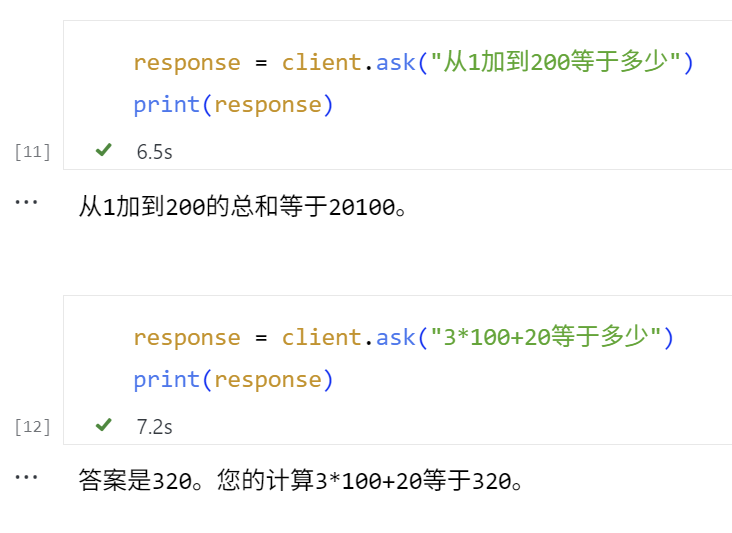 response = client.ask("从1加到200等于多少")
print(response)
[11] 6.5s
... 从1加到200的总和等于20100。
response = client.ask("3*100+20等于多少")
print(response)
[12] 7.2s
... 答案是320。您的计算3*100+20等于320。